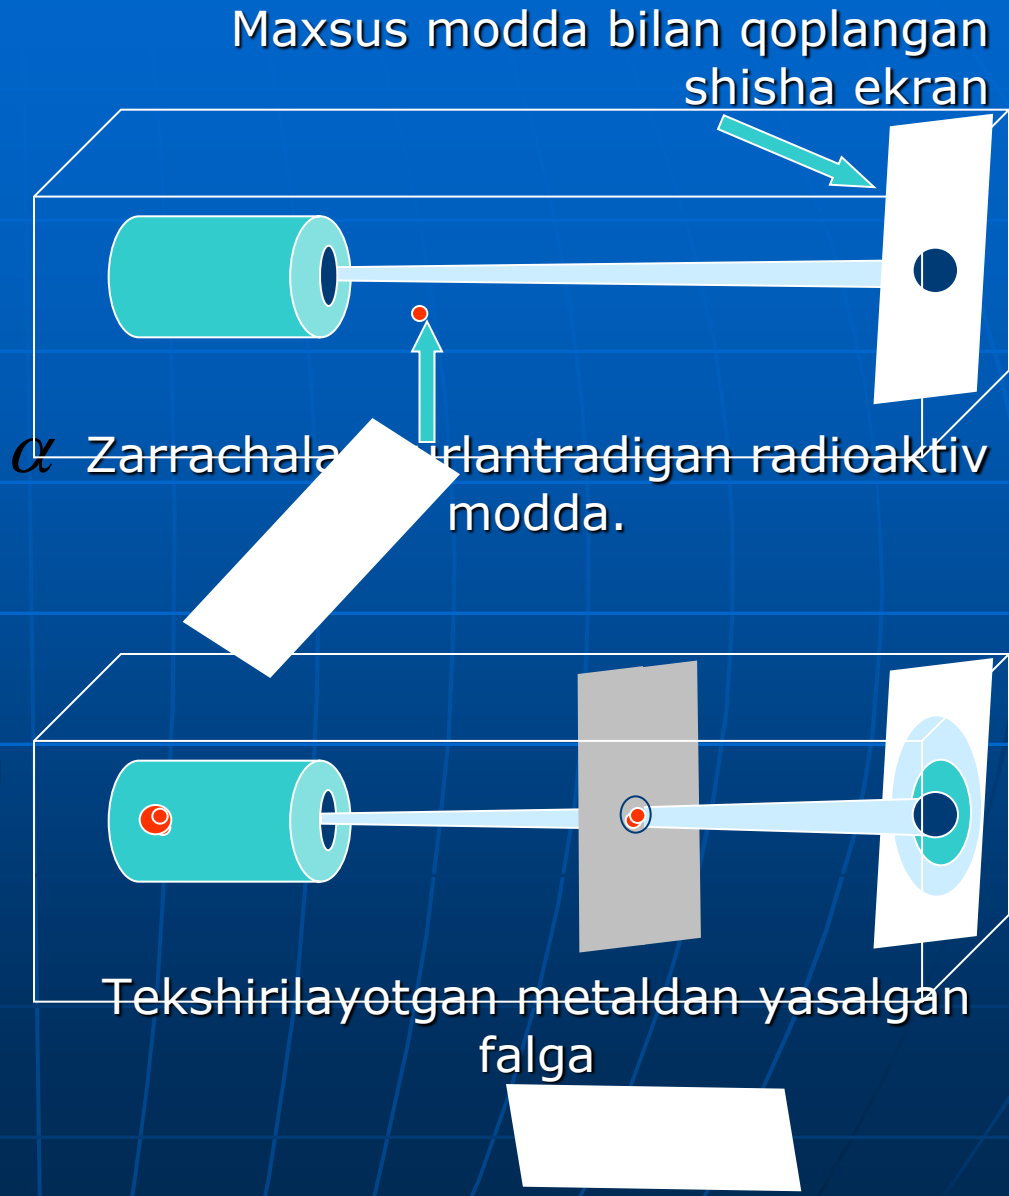 Maxsus modda bilan qoplangan
shisha ekran
α Zarrachala urlantradigan radioaktiv
modda.
Tekshirilayotgan metaldan yasalgan
falga